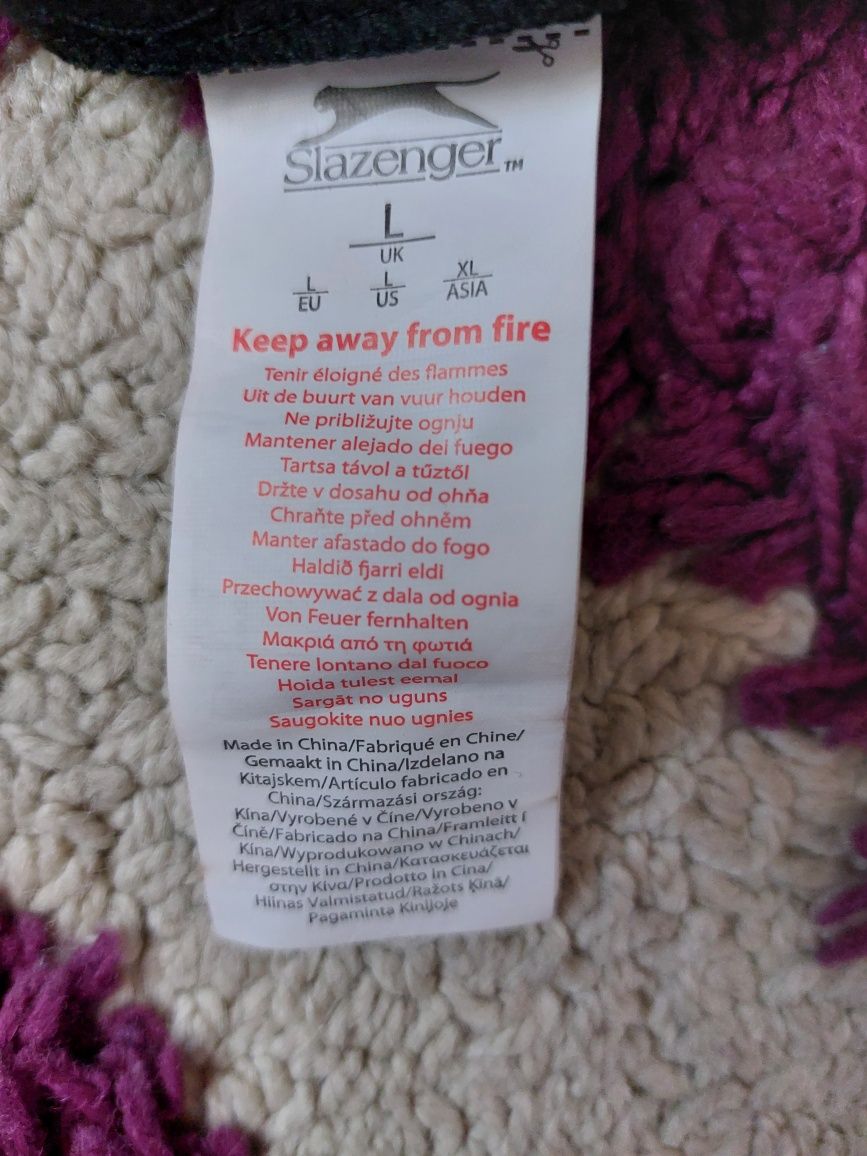 Slazenger™
L
UK
L
EU
L
US
XL
ASIA
Keep away from fire
Tenir éloigné des flammes
Uit de buurt van vuur houden
Ne približujte ognju
Mantener alejado del fuego
Tartsa távol a tűztől
Držte v dosahu od ohňa
Chraňte před ohněm
Manter afastado do fogo
Haldið fjarri eldi
Przechowywać z dala od ognia
Von Feuer fernhalten
Μακριά από τη φωτιά
Tenere lontano dal fuoco
Hoida tulest eemal
Sargāt no uguns
Saugokite nuo ugnies
Made in China/Fabriqué en Chine/
Gemaakt in China/Izdelano na
Kitajskem/Artículo fabricado en
China/Származási ország:
Kína/Vyrobené v Číne/Vyrobeno v
Číně/Fabricado na China/Framleitt í
Kína/Wyprodukowano w Chinach/
Hergestellt in China/Κατασκευάζεται
στην Κίνα/Prodotto in Cina/
Hiinas Valmistatud/Ražots Ķīnā/
Pagaminta Kinijoje